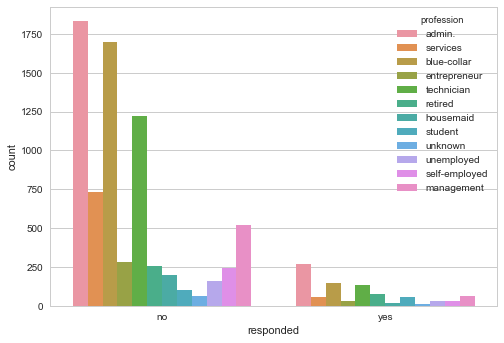 profession
admin.
services
blue-collar
entrepreneur
technician
retired
housemaid
student
unknown
unemployed
self-employed
management
1750
1500
1250
1000
750
500
250
0
count
no
yes
responded